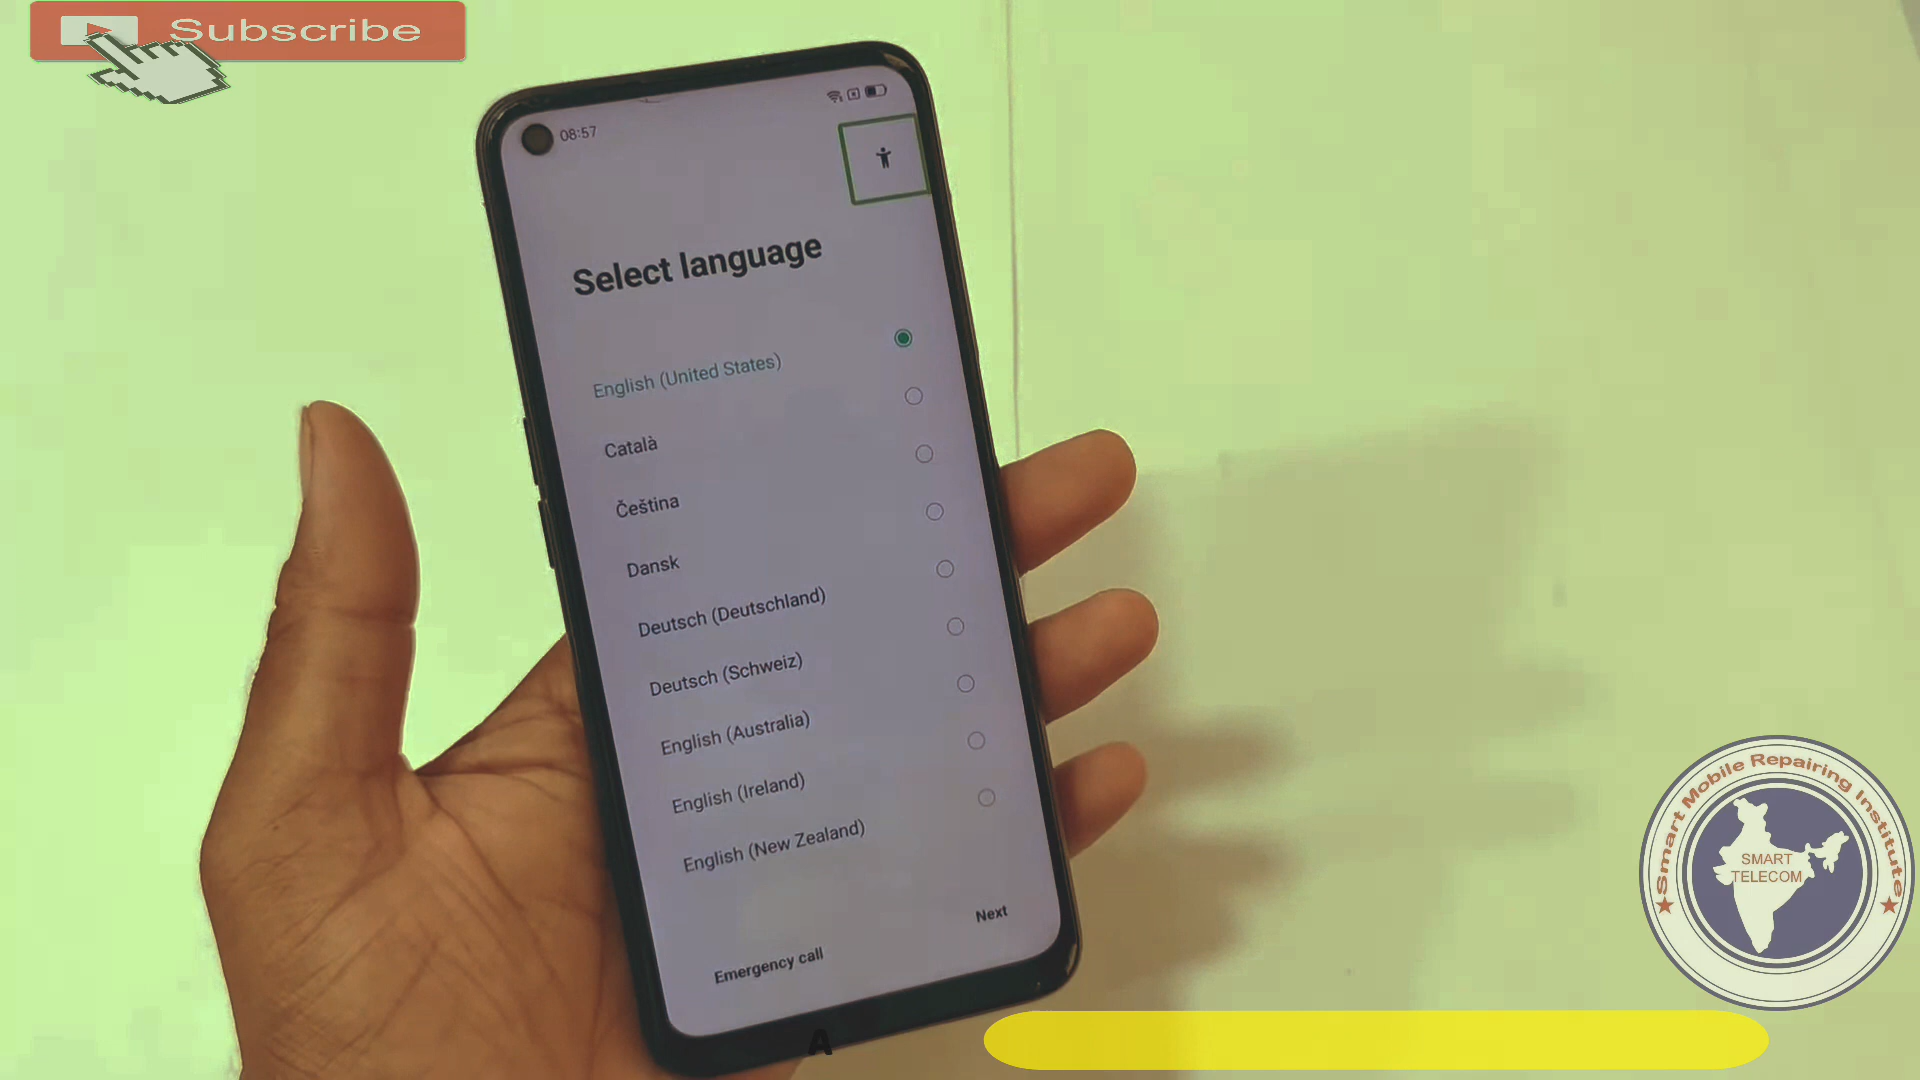 Subscribe
08:57
Select language
English (United States)
Català
Čeština
Dansk
Deutsch (Deutschland)
Deutsch (Schweiz)
English (Australia)
English (Ireland)
English (New Zealand)
Next
Emergency call
Smart Mobile Repairing Institute
SMART
TELECOM
A